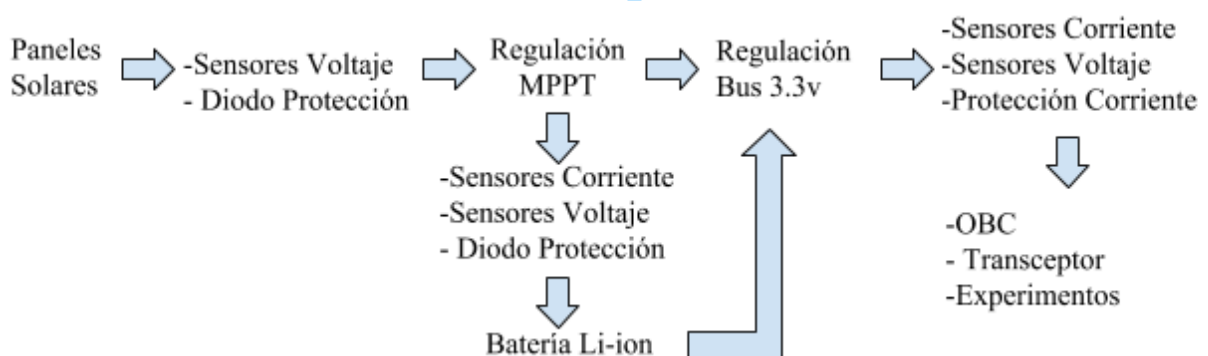 Paneles
Solares
-Sensores Voltaje
- Diodo Protección
Regulación
MPPT
Regulación
Bus 3.3v
-Sensores Corriente
-Sensores Voltaje
-Protección Corriente
-Sensores Corriente
-Sensores Voltaje
- Diodo Protección
-OBC
- Transceptor
-Experimentos
Batería Li-ion